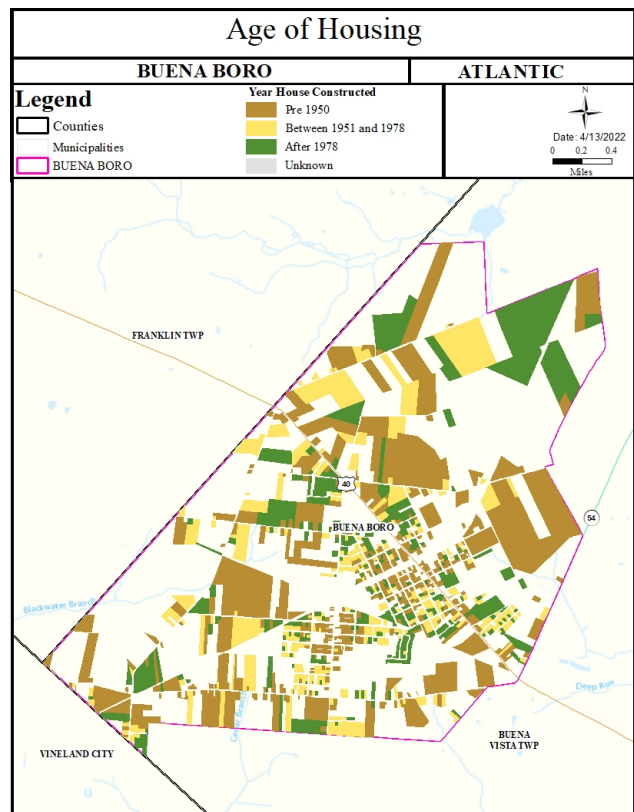 Age of Housing
BUENA BORO
ATLANTIC
Legend
Counties
Municipalities
BUENA BORO
Year House Constructed
Pre 1950
Between 1951 and 1978
After 1978
Unknown
N
Date: 4/13/2022
0 0.2 0.4
Miles
FRANKLIN TWP
40
BUENA BORO
54
Blackwater Branch
Deep Run
Cedar Branch
VINELAND CITY
BUENA
VISTA TWP